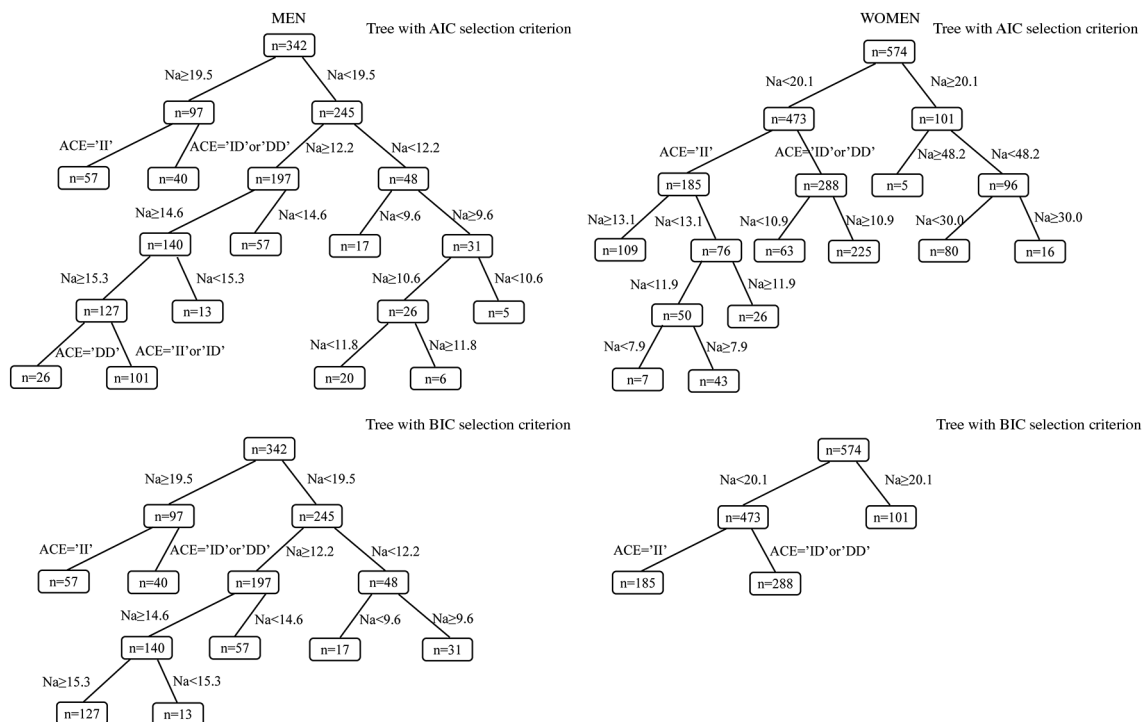 MEN
Tree with AIC selection criterion
n=342
Na≥19.5
Na<19.5
n=97
n=245
ACE='II'
ACE='ID'or'DD'
Na≥12.2
Na<12.2
n=57
n=40
n=197
n=48
Na≥14.6
Na<14.6
Na<9.6
Na≥9.6
n=140
n=57
n=17
n=31
Na≥15.3
Na<15.3
Na≥10.6
Na<10.6
n=127
n=13
n=26
n=5
ACE='DD'
ACE='II'or'ID'
Na<11.8
Na≥11.8
n=26
n=101
n=20
n=6
WOMEN
Tree with AIC selection criterion
n=574
Na<20.1
Na≥20.1
n=473
n=101
ACE='II'
ACE='ID'or'DD'
Na≥48.2
Na<48.2
n=185
n=288
n=5
n=96
Na≥13.1
Na<13.1
Na<10.9
Na≥10.9
Na<30.0
Na≥30.0
n=109
n=76
n=63
n=225
n=80
n=16
Na<11.9
Na≥11.9
n=50
n=26
Na<7.9
Na≥7.9
n=7
n=43
Tree with BIC selection criterion
n=342
Na≥19.5
Na<19.5
n=97
n=245
ACE='II'
ACE='ID'or'DD'
Na≥12.2
Na<12.2
n=57
n=40
n=197
n=48
Na≥14.6
Na<14.6
Na<9.6
Na≥9.6
n=140
n=57
n=17
n=31
Na≥15.3
Na<15.3
n=127
n=13
Tree with BIC selection criterion
n=574
Na<20.1
Na≥20.1
n=473
n=101
ACE='II'
ACE='ID'or'DD'
n=185
n=288